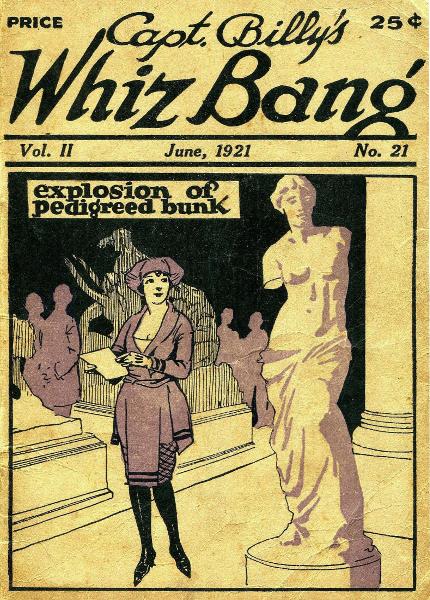 PRICE Capt. Billy's 25¢
Whiz Bang
Vol. II June, 1921 No. 21
explosion of
pedigreed bunk